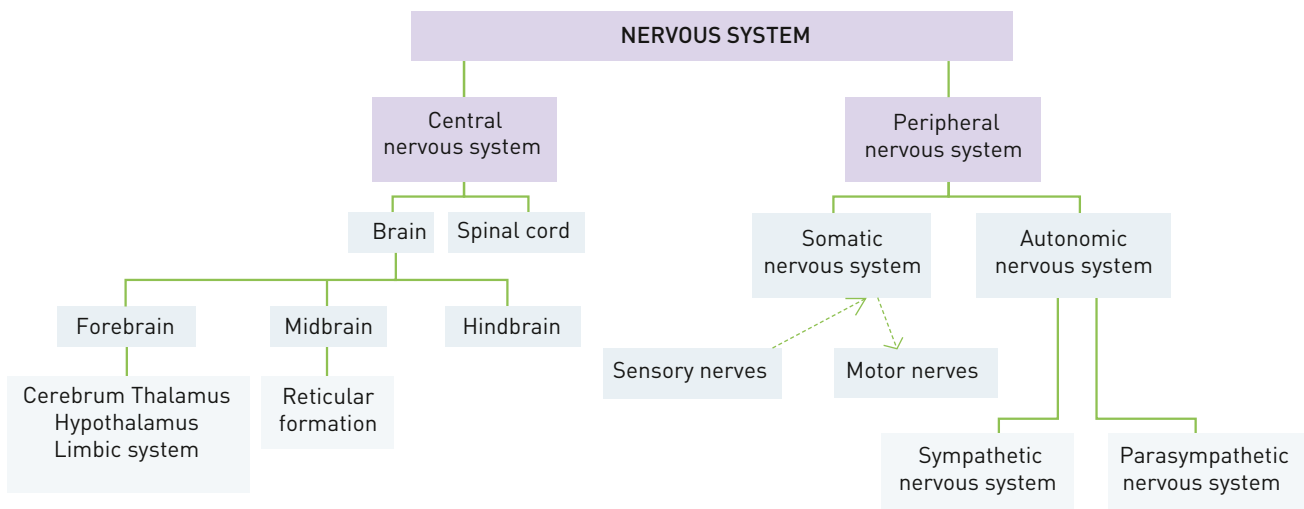 NERVOUS SYSTEM
Central
nervous system
Peripheral
nervous system
Brain
Spinal cord
Somatic
nervous system
Autonomic
nervous system
Forebrain
Midbrain
Hindbrain
Sensory nerves
Motor nerves
Cerebrum Thalamus
Hypothalamus
Limbic system
Reticular
formation
Sympathetic
nervous system
Parasympathetic
nervous system